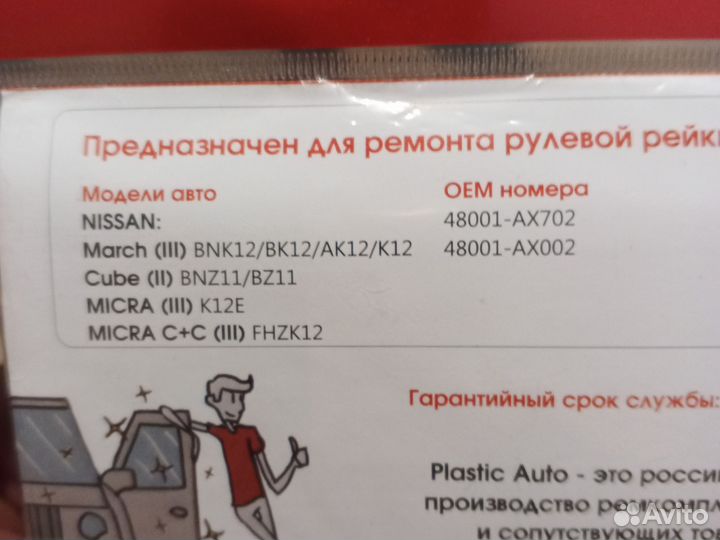 Предназначен для ремонта рулевой рейки
Модели авто
OEM номера
NISSAN:
48001-AX702
March (III) BNK12/BK12/AK12/K12
48001-AX002
Cube (II) BNZ11/BZ11
MICRA (III) K12E
MICRA C+C (III) FHZK12
Гарантийный срок службы:
Plastic Auto - это
производство
и сопутствующих
Avito